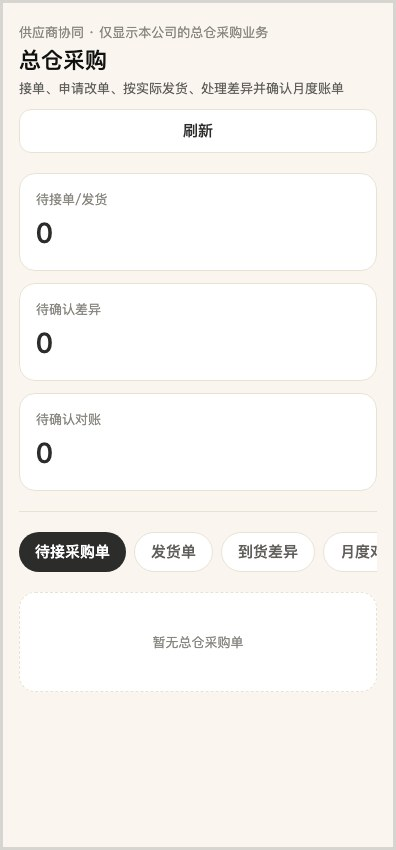 供应商协同 · 仅显示本公司的总仓采购业务
总仓采购
接单、申请改单、按实际发货、处理差异并确认月度账单
刷新
待接单/发货
0
待确认差异
0
待确认对账
0
待接采购单 发货单 到货差异 月度
暂无总仓采购单